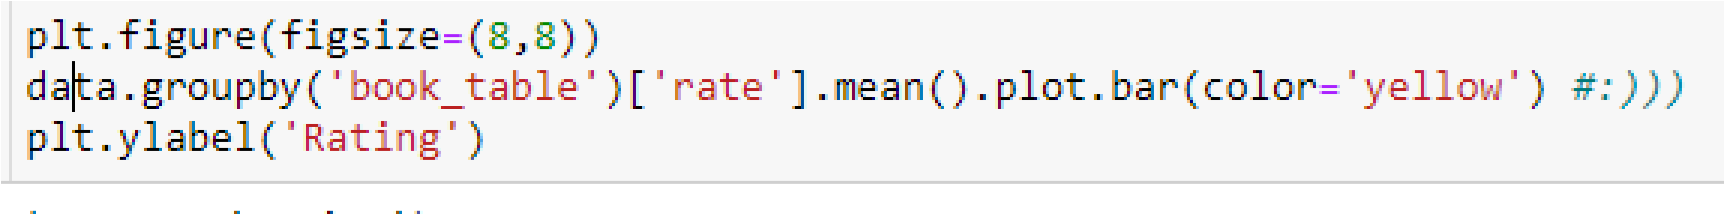 plt.figure(figsize=(8,8))
data.groupby('book_table')['rate'].mean().plot.bar(color='yellow') #:)))
plt.ylabel('Rating')